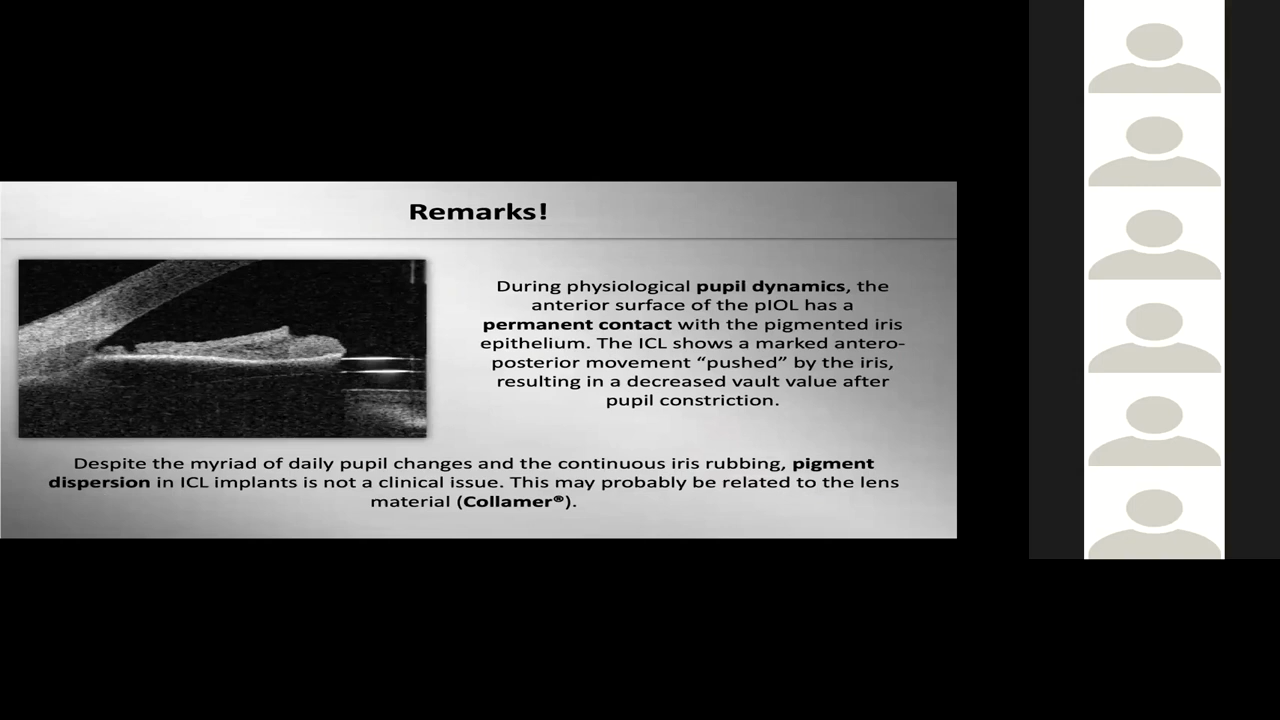 Remarks!
During physiological pupil dynamics, the
anterior surface of the pIOL has a
permanent contact with the pigmented iris
epithelium. The ICL shows a marked antero-
posterior movement “pushed” by the iris,
resulting in a decreased vault value after
pupil constriction.
Despite the myriad of daily pupil changes and the continuous iris rubbing, pigment
dispersion in ICL implants is not a clinical issue. This may probably be related to the lens
material (Collamer®).